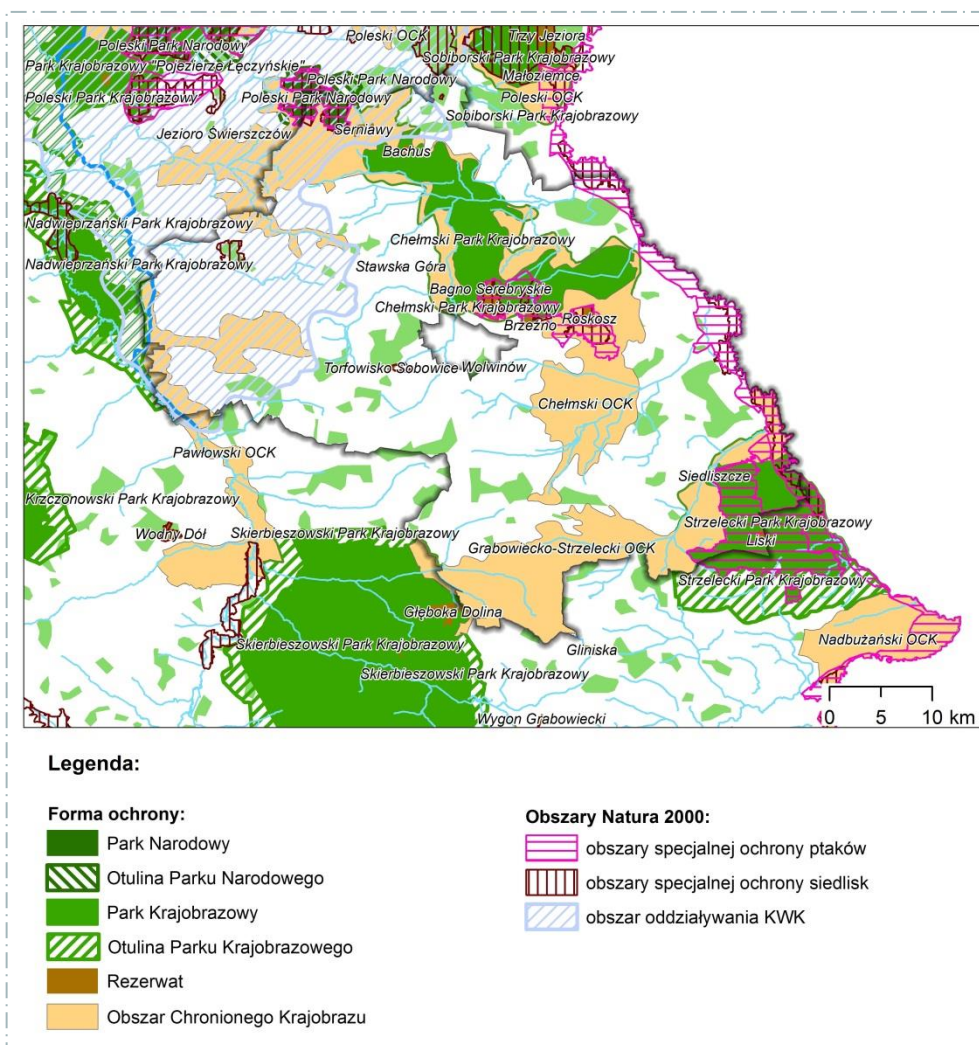 Poleski OCK
Trzy Jeziora
Poleski Park Narodowy
Sobiborski Park Krajobrazowy
Park Krajobrazowy "Pojezierze Łęczyńskie"
Poleski Park Narodowy
Małoziemce
Poleski Park Krajobrazowy
Poleski Park Narodowy
Poleski OCK
Sobiborski Park Krajobrazowy
Jezioro Świerszczów
Serniawy
Bachus
Nadwieprzański Park Krajobrazowy
Chełmski Park Krajobrazowy
Nadwieprzański Park Krajobrazowy
Stawska Góra
Bagno Serebryskie
Chełmski Park Krajobrazowy
Roskosz
Brzeźno
Torfowisko Sobowice
Wolwinów
Chełmski OCK
Pawłowski OCK
Siedliszcze
Krzczonowski Park Krajobrazowy
Strzelecki Park Krajobrazowy
Wodny Dół
Skierbieszowski Park Krajobrazowy
Liski
Grabowiecko-Strzelecki OCK
Strzelecki Park Krajobrazowy
Głęboka Dolina
Nadbużański OCK
Skierbieszowski Park Krajobrazowy
Gliniska
Skierbieszowski Park Krajobrazowy
Wygon Grabowiecki
0 5 10 km
Legenda:
Forma ochrony:
Park Narodowy
Otulina Parku Narodowego
Park Krajobrazowy
Otulina Parku Krajobrazowego
Rezerwat
Obszar Chronionego Krajobrazu
Obszary Natura 2000:
obszary specjalnej ochrony ptaków
obszary specjalnej ochrony siedlisk
obszar oddziaływania KWK